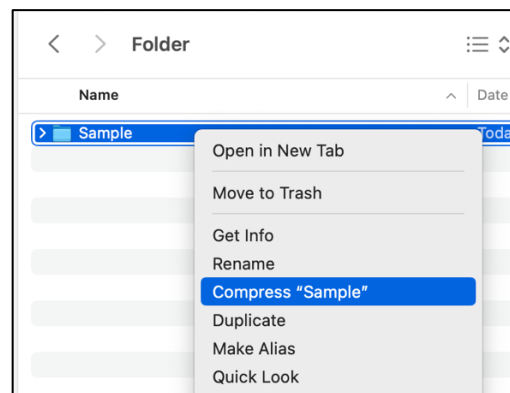 Folder
Name Date
Sample Toda
Open in New Tab
Move to Trash
Get Info
Rename
Compress “Sample”
Duplicate
Make Alias
Quick Look